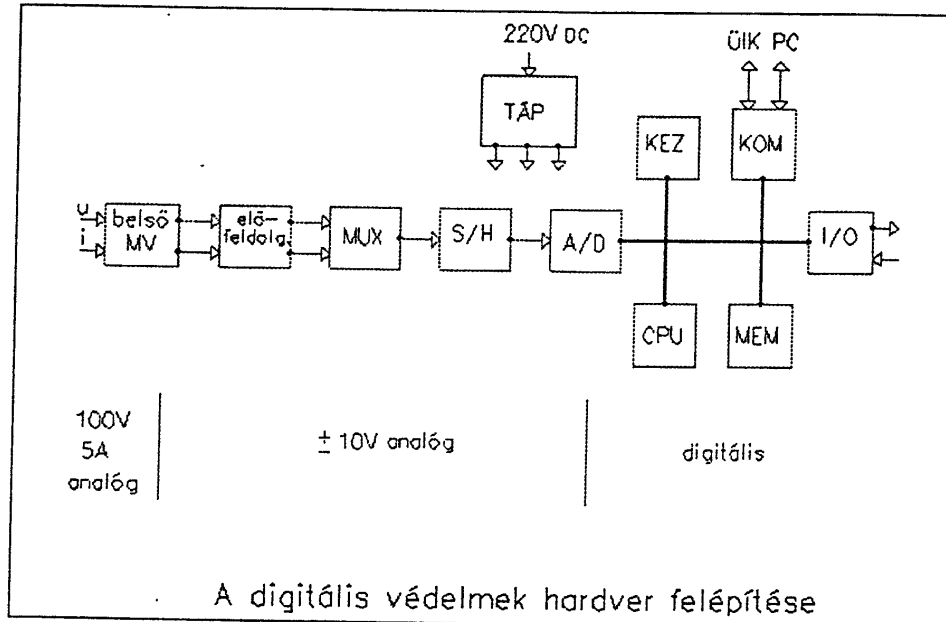 220V DC
ÜIK PC
TÁP
KEZ
KOM
u
i
belső
MV
elő-
feldolg.
MUX
S/H
A/D
I/O
CPU
MEM
100V
5A
analóg
± 10V analóg
digitális
A digitális védelmek hardver felépítése